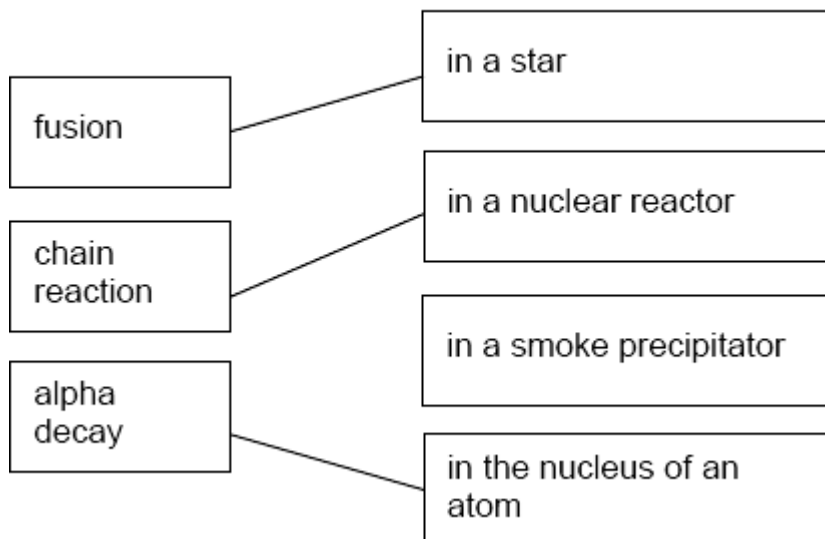 fusion
chain
reaction
alpha
decay
in a star
in a nuclear reactor
in a smoke precipitator
in the nucleus of an
atom